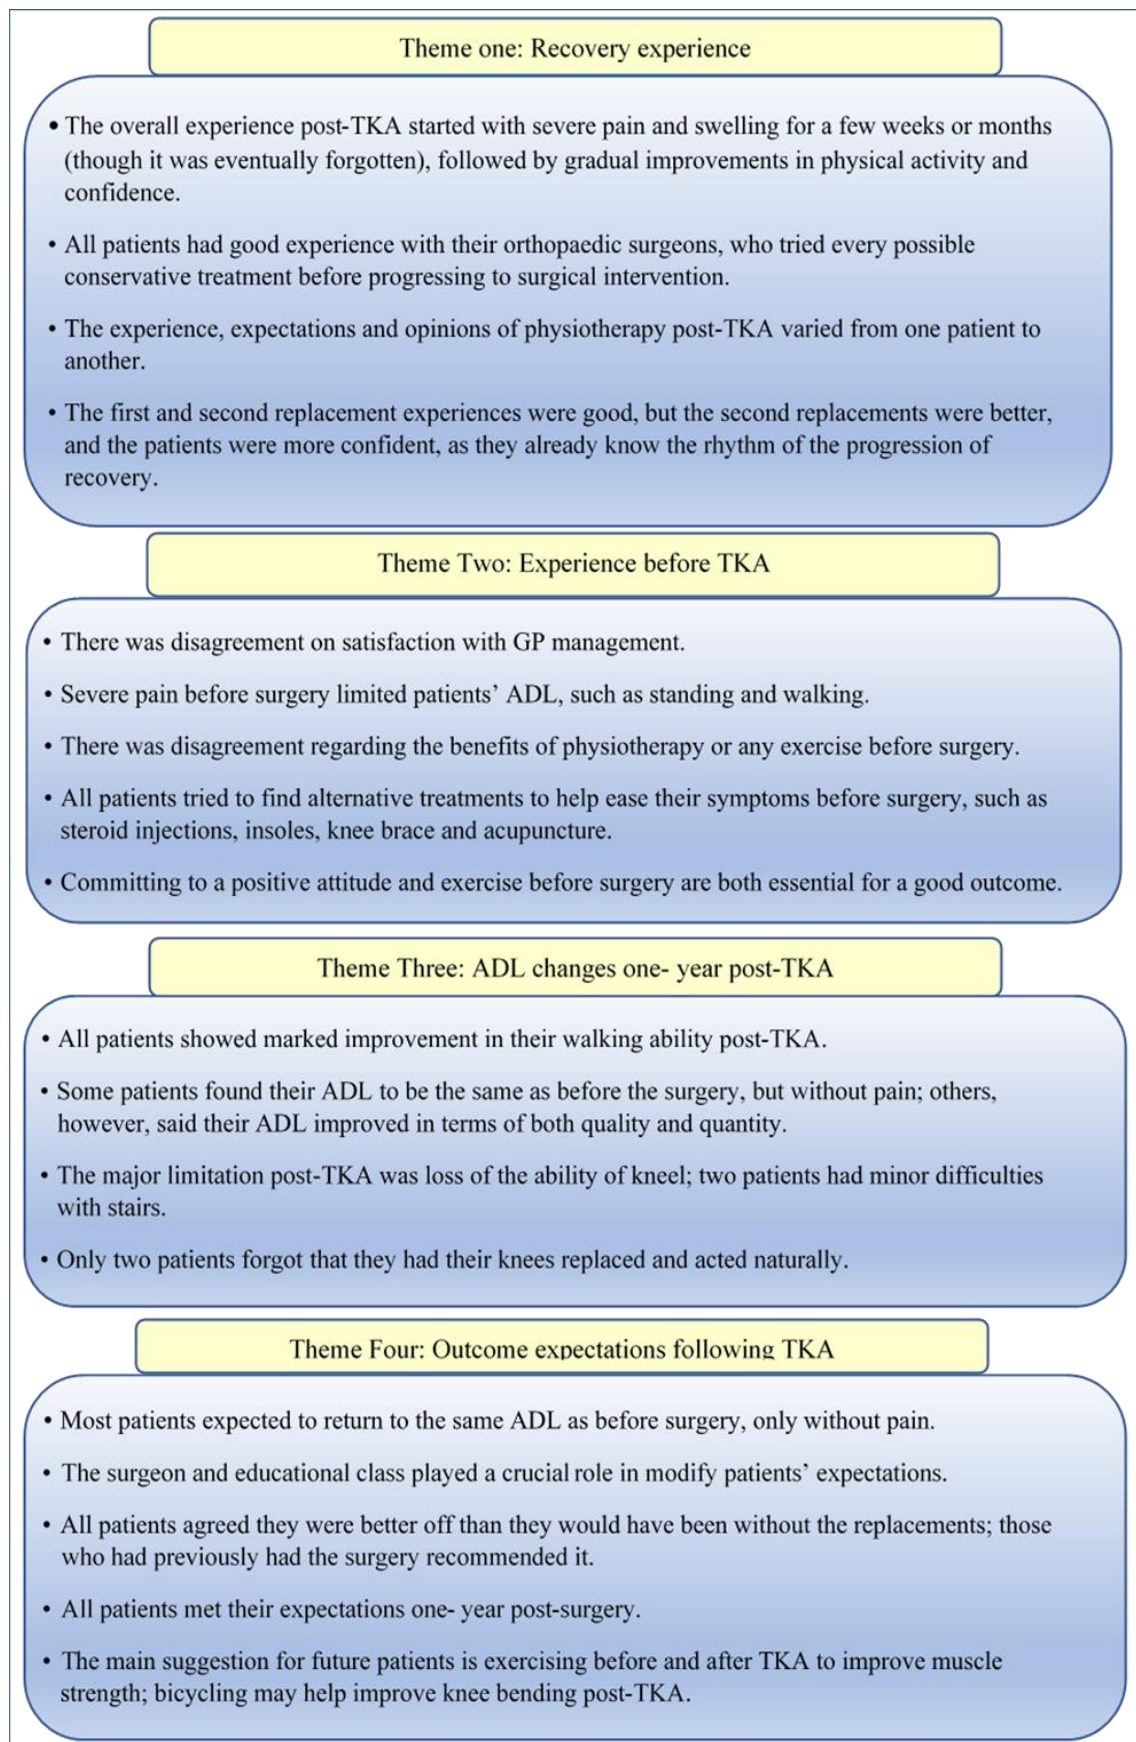 Theme one: Recovery experience
• The overall experience post-TKA started with severe pain and swelling for a few weeks or months
(though it was eventually forgotten), followed by gradual improvements in physical activity and
confidence.
• All patients had good experience with their orthopaedic surgeons, who tried every possible
conservative treatment before progressing to surgical intervention.
• The experience, expectations and opinions of physiotherapy post-TKA varied from one patient to
another.
• The first and second replacement experiences were good, but the second replacements were better,
and the patients were more confident, as they already know the rhythm of the progression of
recovery.
Theme Two: Experience before TKA
• There was disagreement on satisfaction with GP management.
• Severe pain before surgery limited patients’ ADL, such as standing and walking.
• There was disagreement regarding the benefits of physiotherapy or any exercise before surgery.
• All patients tried to find alternative treatments to help ease their symptoms before surgery, such as
steroid injections, insoles, knee brace and acupuncture.
• Committing to a positive attitude and exercise before surgery are both essential for a good outcome.
Theme Three: ADL changes one- year post-TKA
• All patients showed marked improvement in their walking ability post-TKA.
• Some patients found their ADL to be the same as before the surgery, but without pain; others,
however, said their ADL improved in terms of both quality and quantity.
• The major limitation post-TKA was loss of the ability of kneel; two patients had minor difficulties
with stairs.
• Only two patients forgot that they had their knees replaced and acted naturally.
Theme Four: Outcome expectations following TKA
• Most patients expected to return to the same ADL as before surgery, only without pain.
• The surgeon and educational class played a crucial role in modify patients’ expectations.
• All patients agreed they were better off than they would have been without the replacements; those
who had previously had the surgery recommended it.
• All patients met their expectations one- year post-surgery.
• The main suggestion for future patients is exercising before and after TKA to improve muscle
strength; bicycling may help improve knee bending post-TKA.